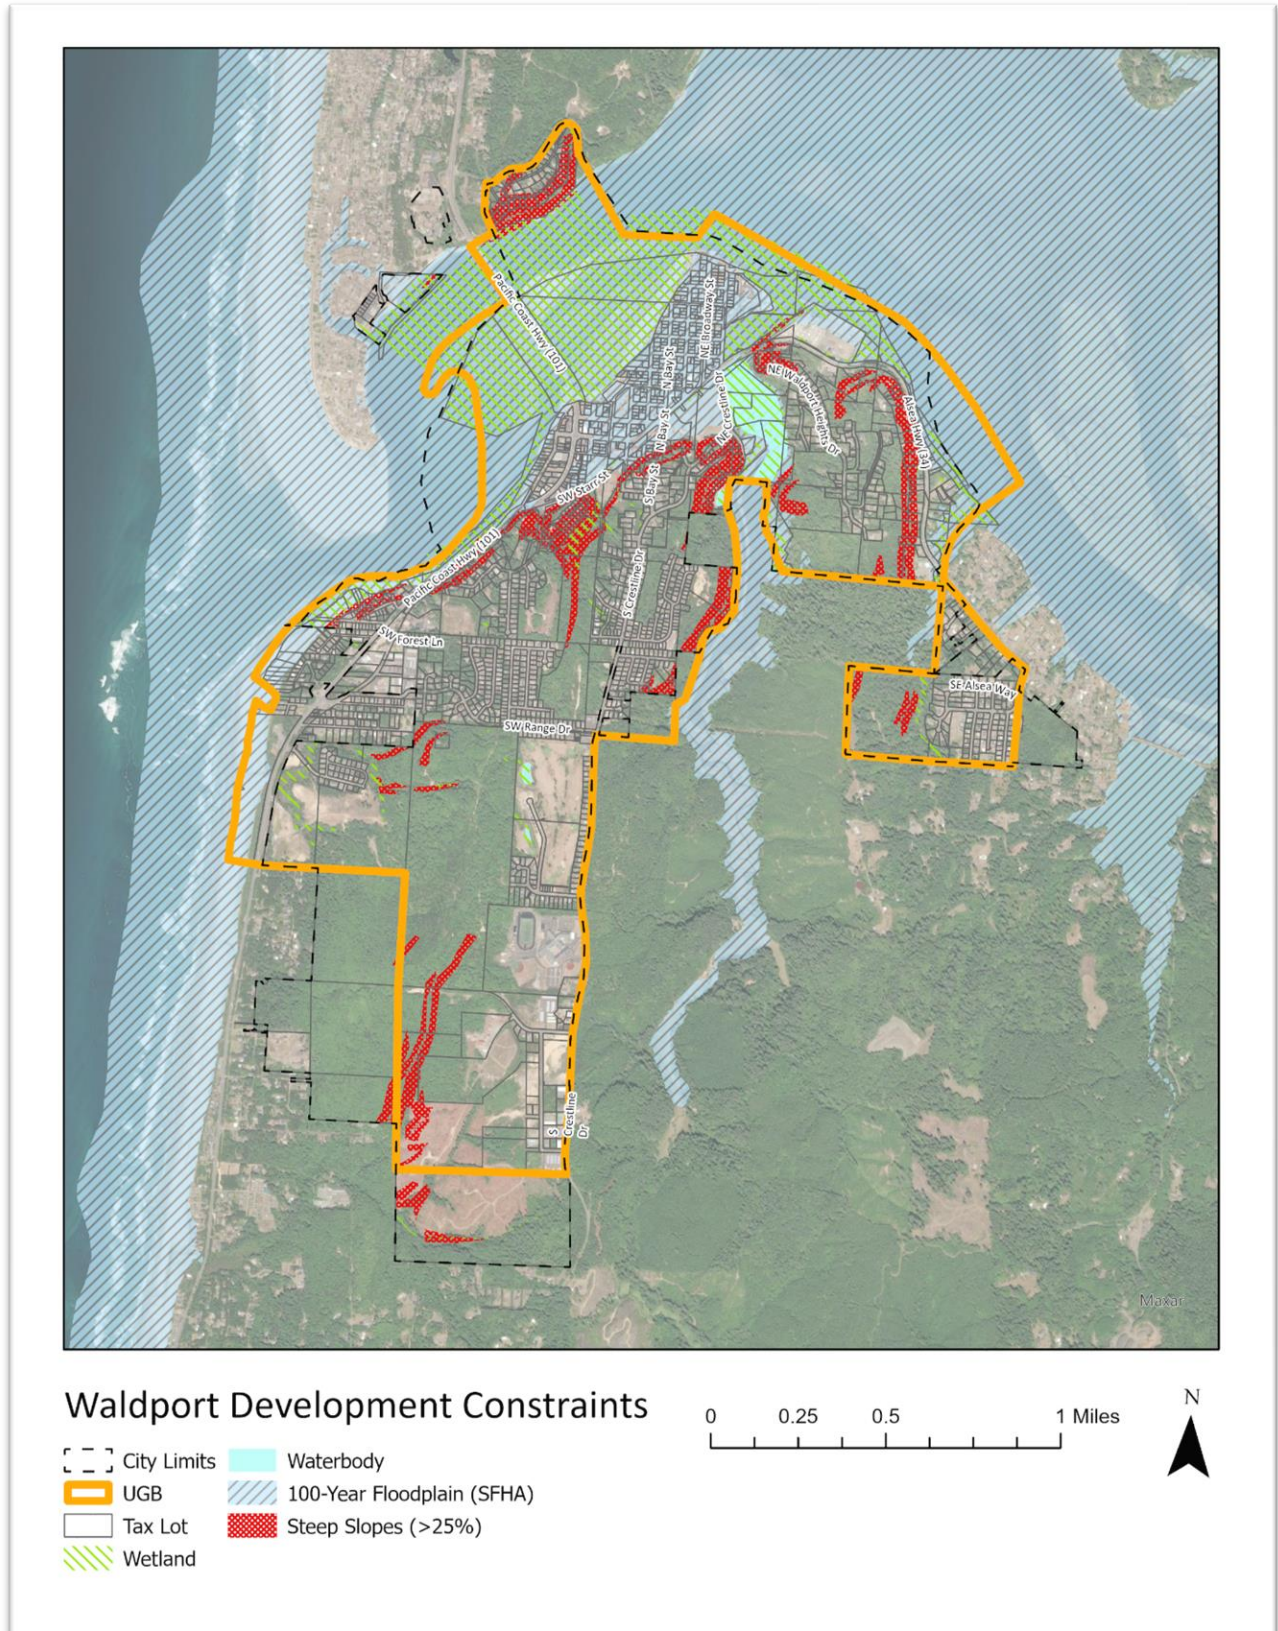 Pacific Coast Hwy (101)
NE Broadway St
N Bay St
N Bay St
NE Crestline Dr
NE Waldport Heights Dr
Alsea Hwy (34)
SW Starr St
S Bay St
Pacific Coast Hwy (101)
S Crestline Dr
SW Forest Ln
SE Alsea Way
SW Range Dr
S
Crestline
Dr
Maxar
Waldport Development Constraints
City Limits
UGB
Tax Lot
Wetland
Waterbody
100-Year Floodplain (SFHA)
Steep Slopes (>25%)
0 0.25 0.5 1 Miles
N